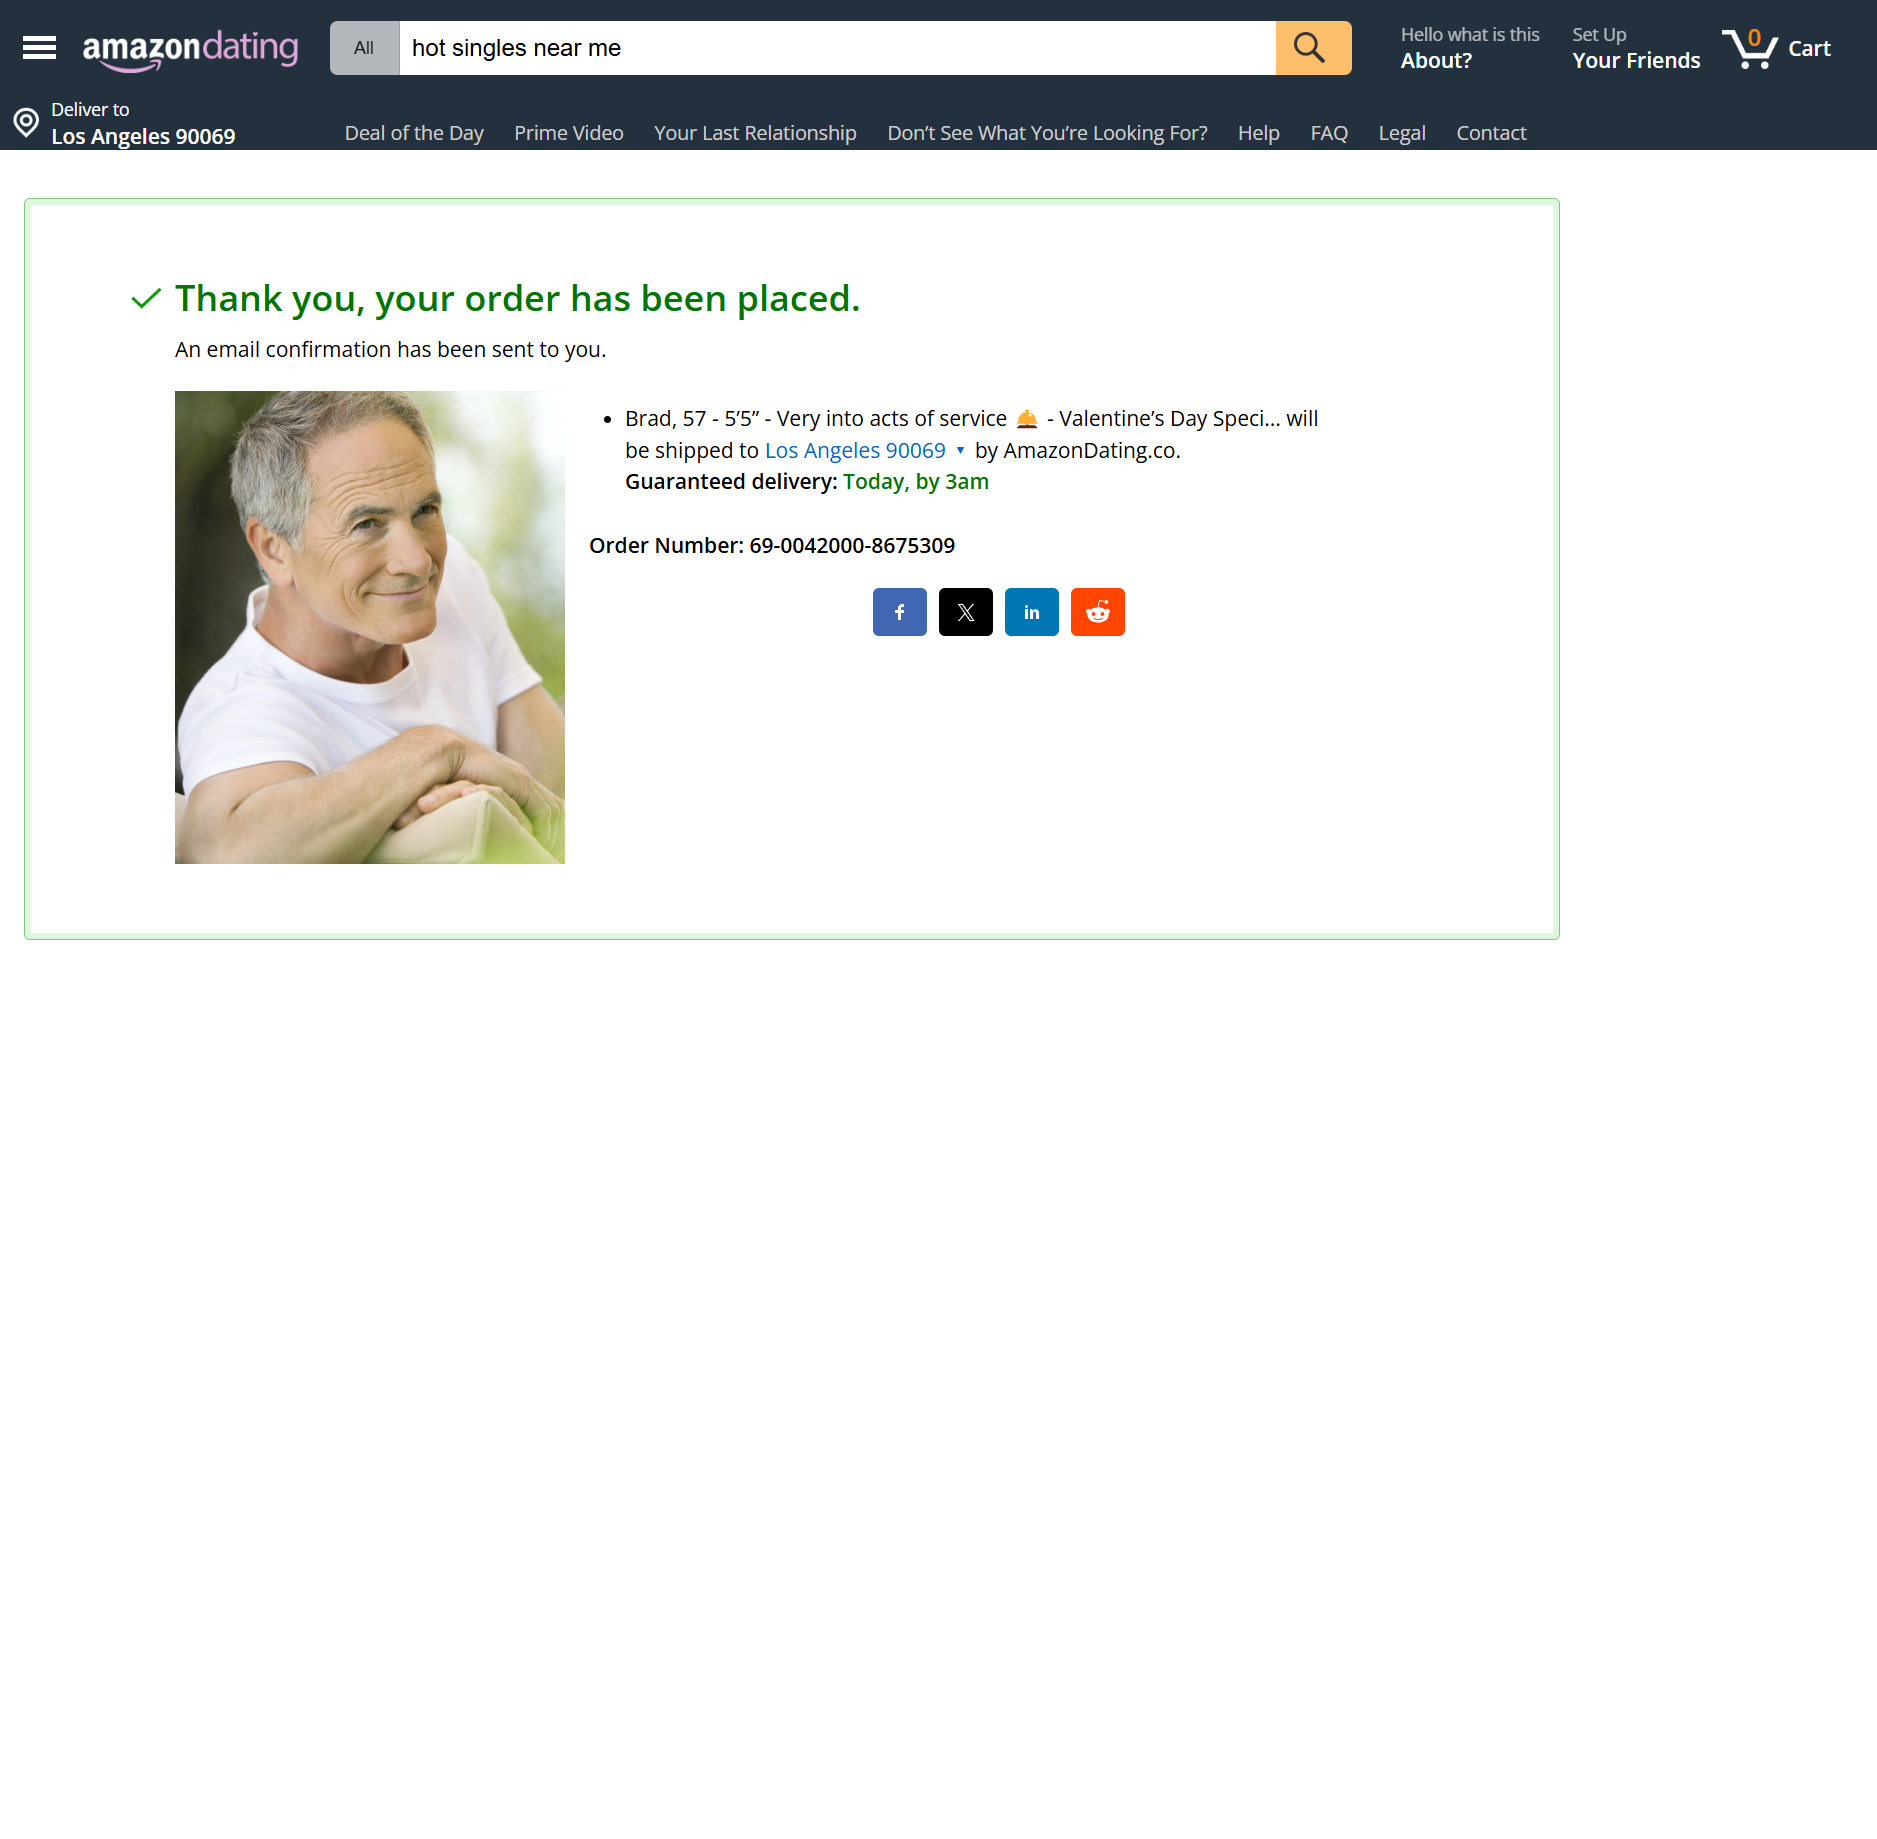 amazondating
All
hot singles near me
Hello what is this
About?
Set Up
Your Friends
0
Cart
Deliver to
Los Angeles 90069
Deal of the Day
Prime Video
Your Last Relationship
Don’t See What You’re Looking For?
Help
FAQ
Legal
Contact
Thank you, your order has been placed.
An email confirmation has been sent to you.
Brad, 57 - 5’5” - Very into acts of service 🛎️ - Valentine’s Day Speci... will
be shipped to Los Angeles 90069 ▾ by AmazonDating.co.
Guaranteed delivery: Today, by 3am
Order Number: 69-0042000-8675309
f
X
in